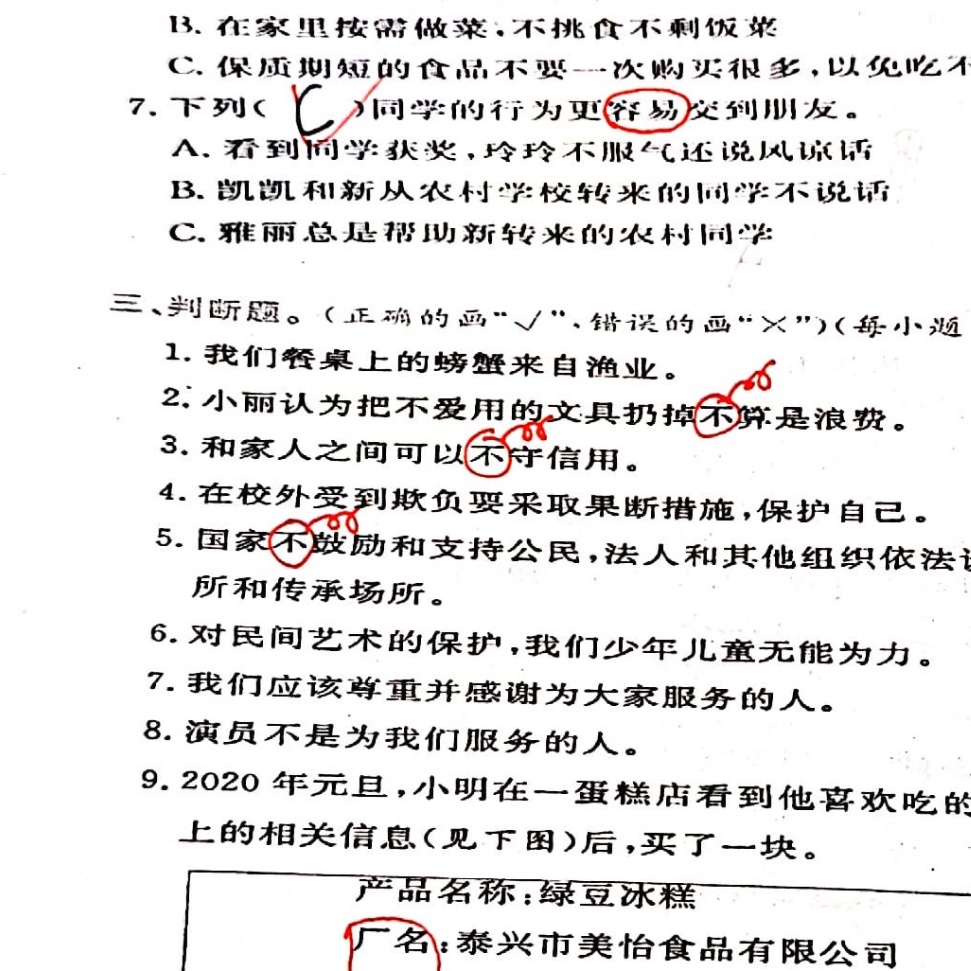 B. 在家里按需做菜,不挑食不剩饭菜
C. 保质期短的食品不要一次购买很多,以免吃不
7. 下列( C )同学的行为更容易交到朋友。
A. 看到同学获奖,玲玲不服气还说风凉话
B. 凯凯和新从农村学校转来的同学不说话
C. 雅丽总是帮助新转来的农村同学
三、判断题。(正确的画“√”,错误的画“×”)(每小题
1. 我们餐桌上的螃蟹来自渔业。
2. 小丽认为把不爱用的文具扔掉不算是浪费。
3. 和家人之间可以不守信用。
4. 在校外受到欺负要采取果断措施,保护自己。
5. 国家不鼓励和支持公民,法人和其他组织依法设
所和传承场所。
6. 对民间艺术的保护,我们少年儿童无能为力。
7. 我们应该尊重并感谢为大家服务的人。
8. 演员不是为我们服务的人。
9. 2020 年元旦,小明在一蛋糕店看到他喜欢吃的
上的相关信息(见下图)后,买了一块。
产品名称:绿豆冰糕
厂名:泰兴市美怡食品有限公司